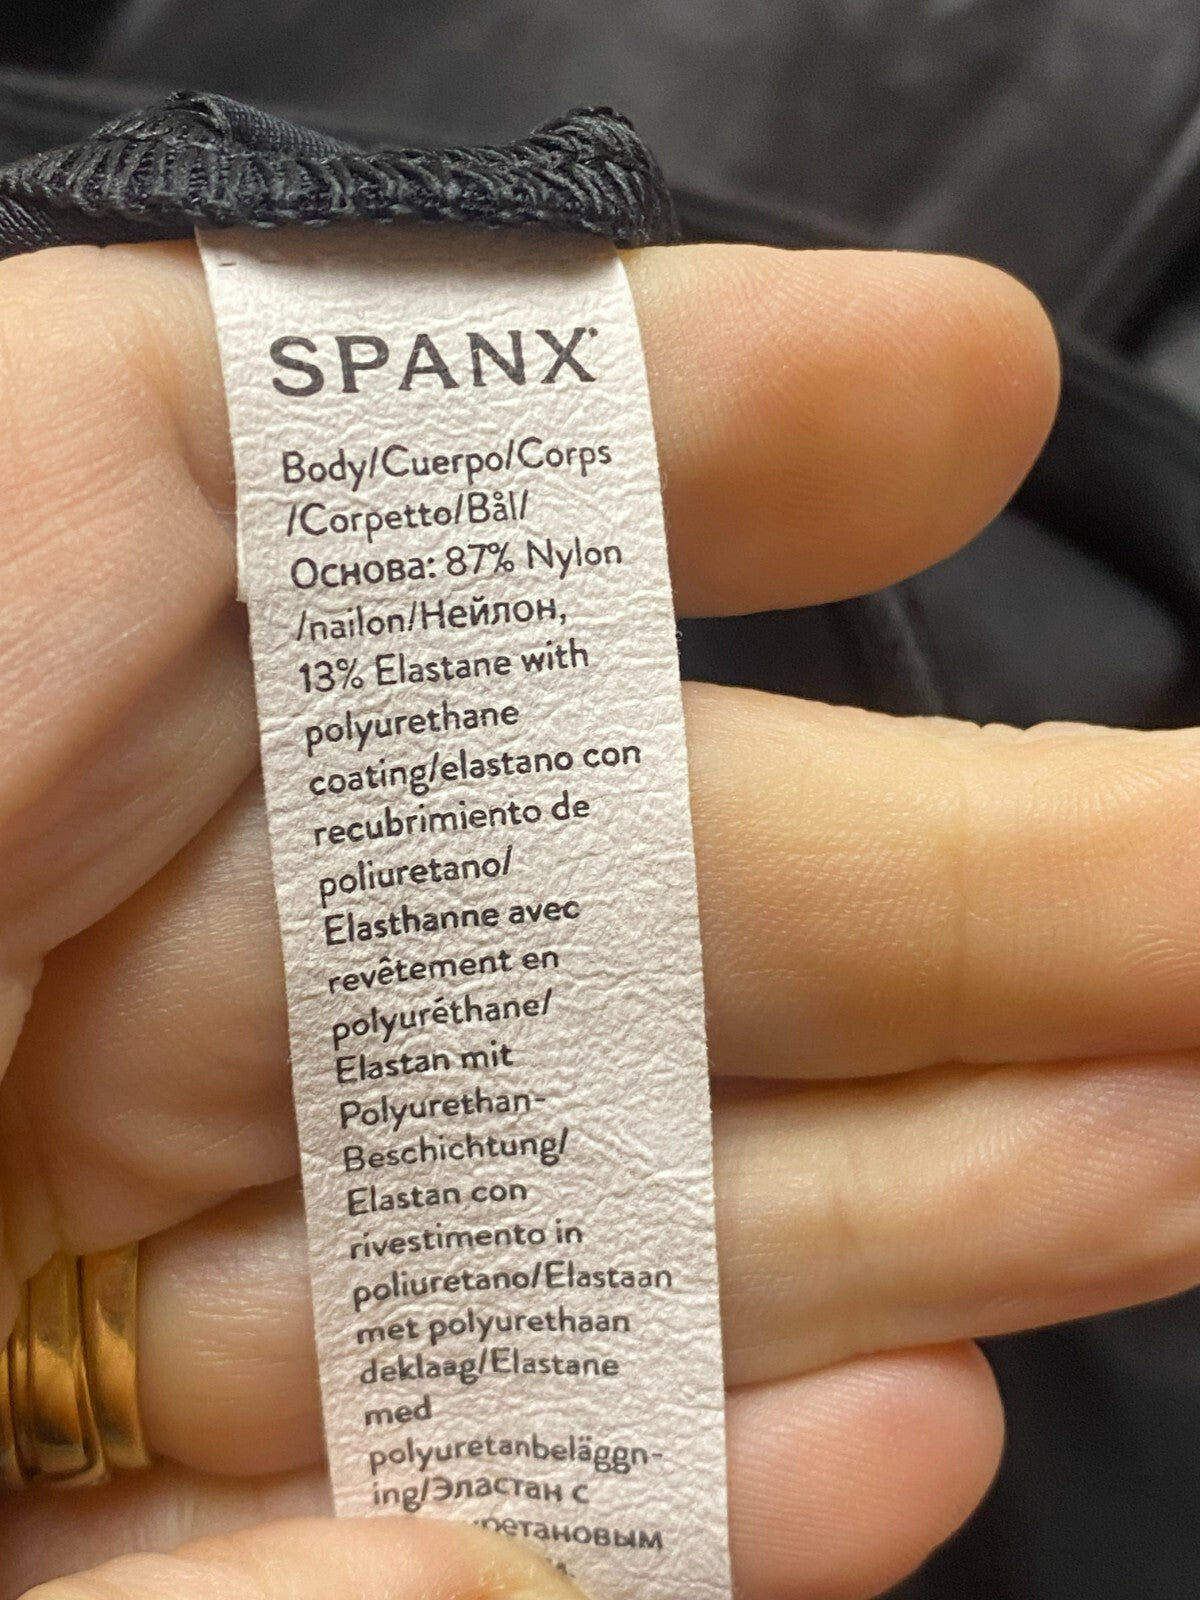 SPANX
Body/Cuerpo/Corps
/Corpetto/Bål/
Основа: 87% Nylon
/nailon/Нейлон,
13% Elastane with
polyurethane
coating/elastano con
recubrimiento de
poliuretano/
Elasthanne avec
revêtement en
polyuréthane/
Elastan mit
Polyurethan-
Beschichtung/
Elastan con
rivestimento in
poliuretano/Elastaan
met polyurethaan
deklaag/Elastane
med
polyuretanbeläggn-
ing/Эластан с